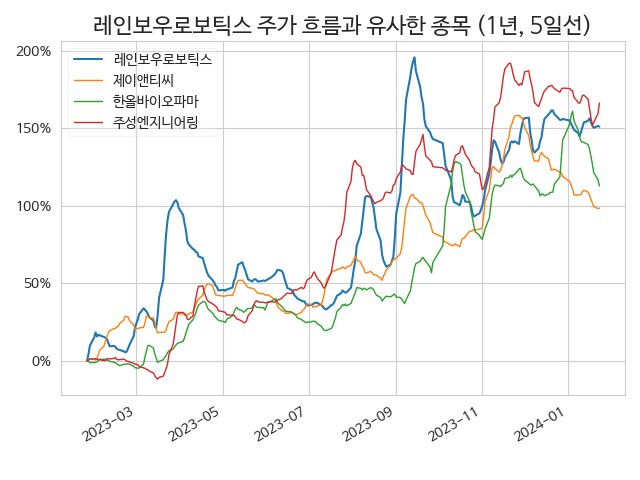 레인보우로보틱스 주가 흐름과 유사한 종목 (1년, 5일선)
레인보우로보틱스
제이앤티씨
한올바이오파마
주성엔지니어링
200%
150%
100%
50%
0%
2023-03
2023-05
2023-07
2023-09
2023-11
2024-01